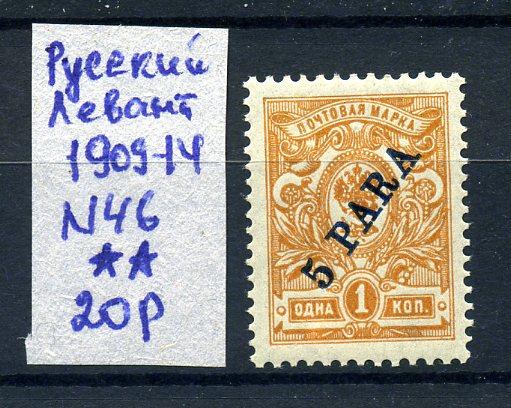 Русский
Левант
1909-14
N46
★★
20р
ПОЧТОВАЯ МАРКА
5 PARA
ОДНА 1 КОП.